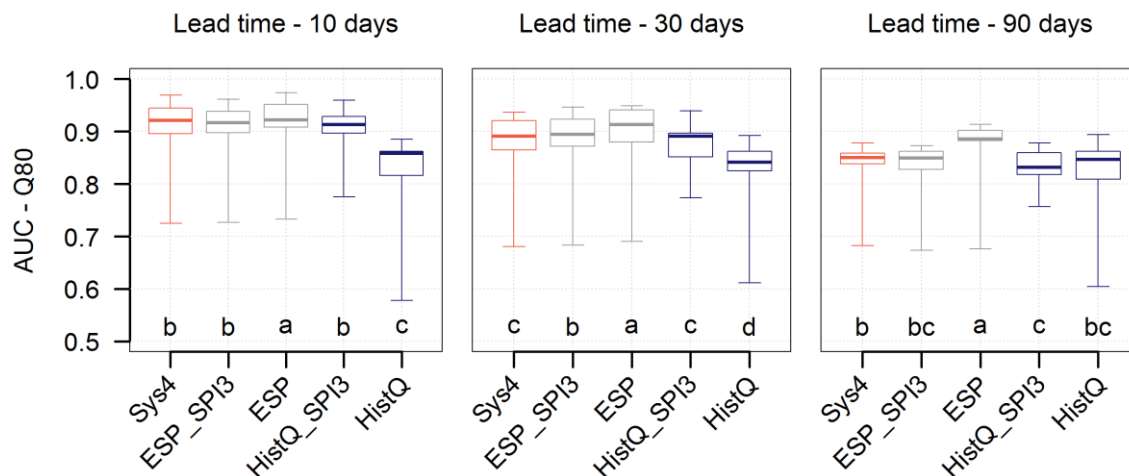 Lead time - 10 days
Lead time - 30 days
Lead time - 90 days
AUC - Q80
1.0
0.9
0.8
0.7
0.6
0.5
b b a b c
c b a c d
b bc a c bc
Sys4 ESP_SPI3 ESP HistQ_SPI3 HistQ
Sys4 ESP_SPI3 ESP HistQ_SPI3 HistQ
Sys4 ESP_SPI3 ESP HistQ_SPI3 HistQ